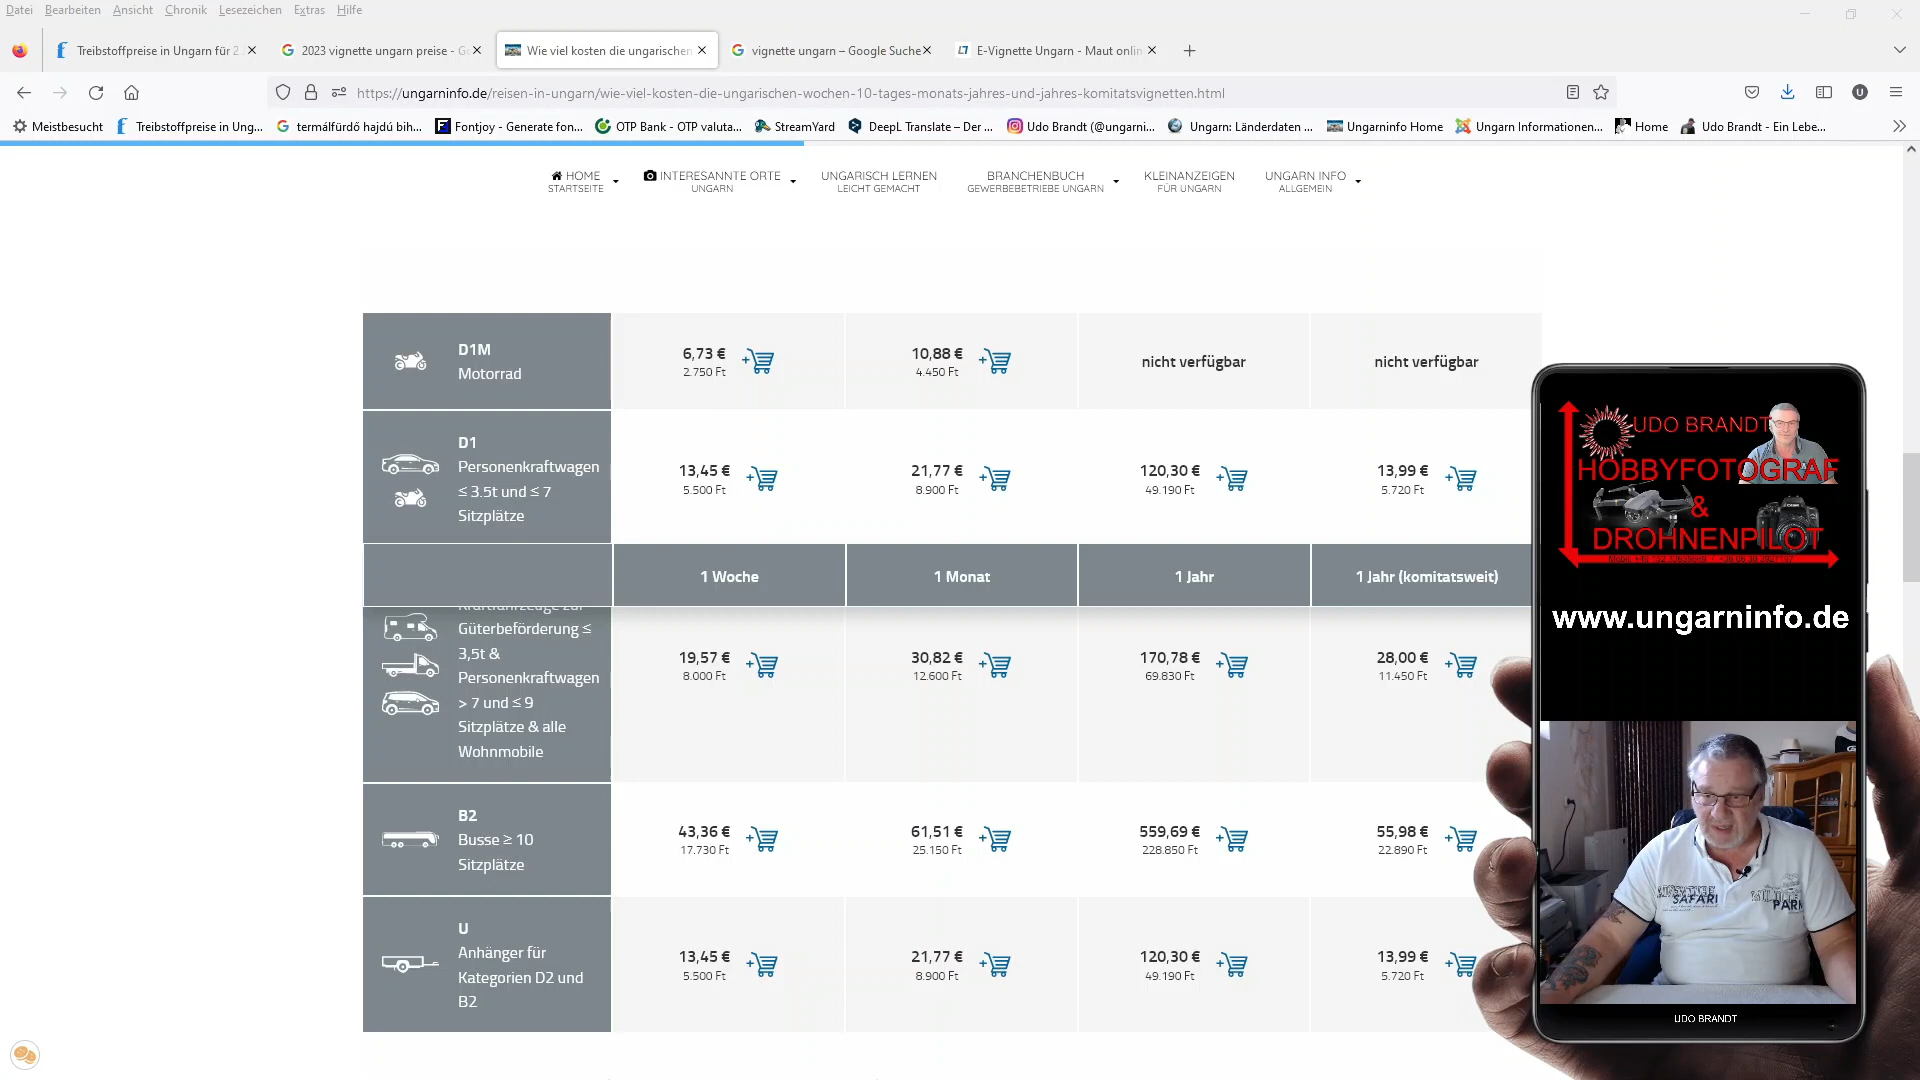 Datei Bearbeiten Ansicht Chronik Lesezeichen Extras Hilfe
Treibstoffpreise in Ungarn für 2
2023 vignette ungarn preise - Go
Wie viel kosten die ungarischen
vignette ungarn – Google Suche
E-Vignette Ungarn - Maut onlin
https://ungarninfo.de/reisen-in-ungarn/wie-viel-kosten-die-ungarischen-wochen-10-tages-monats-jahres-und-jahres-komitatsvignetten.html
Meistbesucht Treibstoffpreise in Ung... termálfürdő hajdú bih... Fontjoy - Generate fon... OTP Bank - OTP valuta... StreamYard DeepL Translate – Der ... Udo Brandt (@ungarni... Ungarn: Länderdaten ... Ungarninfo Home Ungarn Informationen... Home Udo Brandt - Ein Lebe...
HOME
STARTSEITE
INTERESANNTE ORTE
UNGARN
UNGARISCH LERNEN
LEICHT GEMACHT
BRANCHENBUCH
GEWERBEBETRIEBE UNGARN
KLEINANZEIGEN
FÜR UNGARN
UNGARN INFO
ALLGEMEIN
D1M
Motorrad
6,73 €
2.750 Ft
10,88 €
4.450 Ft
nicht verfügbar
nicht verfügbar
D1
Personenkraftwagen
≤ 3.5t und ≤ 7
Sitzplätze
13,45 €
5.500 Ft
21,77 €
8.900 Ft
120,30 €
49.190 Ft
13,99 €
5.720 Ft
1 Woche
1 Monat
1 Jahr
1 Jahr (komitatsweit)
Kraftfahrzeuge zur
Güterbeförderung ≤
3,5t &
Personenkraftwagen
> 7 und ≤ 9
Sitzplätze & alle
Wohnmobile
19,57 €
8.000 Ft
30,82 €
12.600 Ft
170,78 €
69.830 Ft
28,00 €
11.450 Ft
B2
Busse ≥ 10
Sitzplätze
43,36 €
17.730 Ft
61,51 €
25.150 Ft
559,69 €
228.850 Ft
55,98 €
22.890 Ft
U
Anhänger für
Kategorien D2 und
B2
13,45 €
5.500 Ft
21,77 €
8.900 Ft
120,30 €
49.190 Ft
13,99 €
5.720 Ft
UDO BRANDT
HOBBYFOTOGRAF
&
DROHNENPILOT
www.ungarninfo.de
SAFARI
PARK
UDO BRANDT